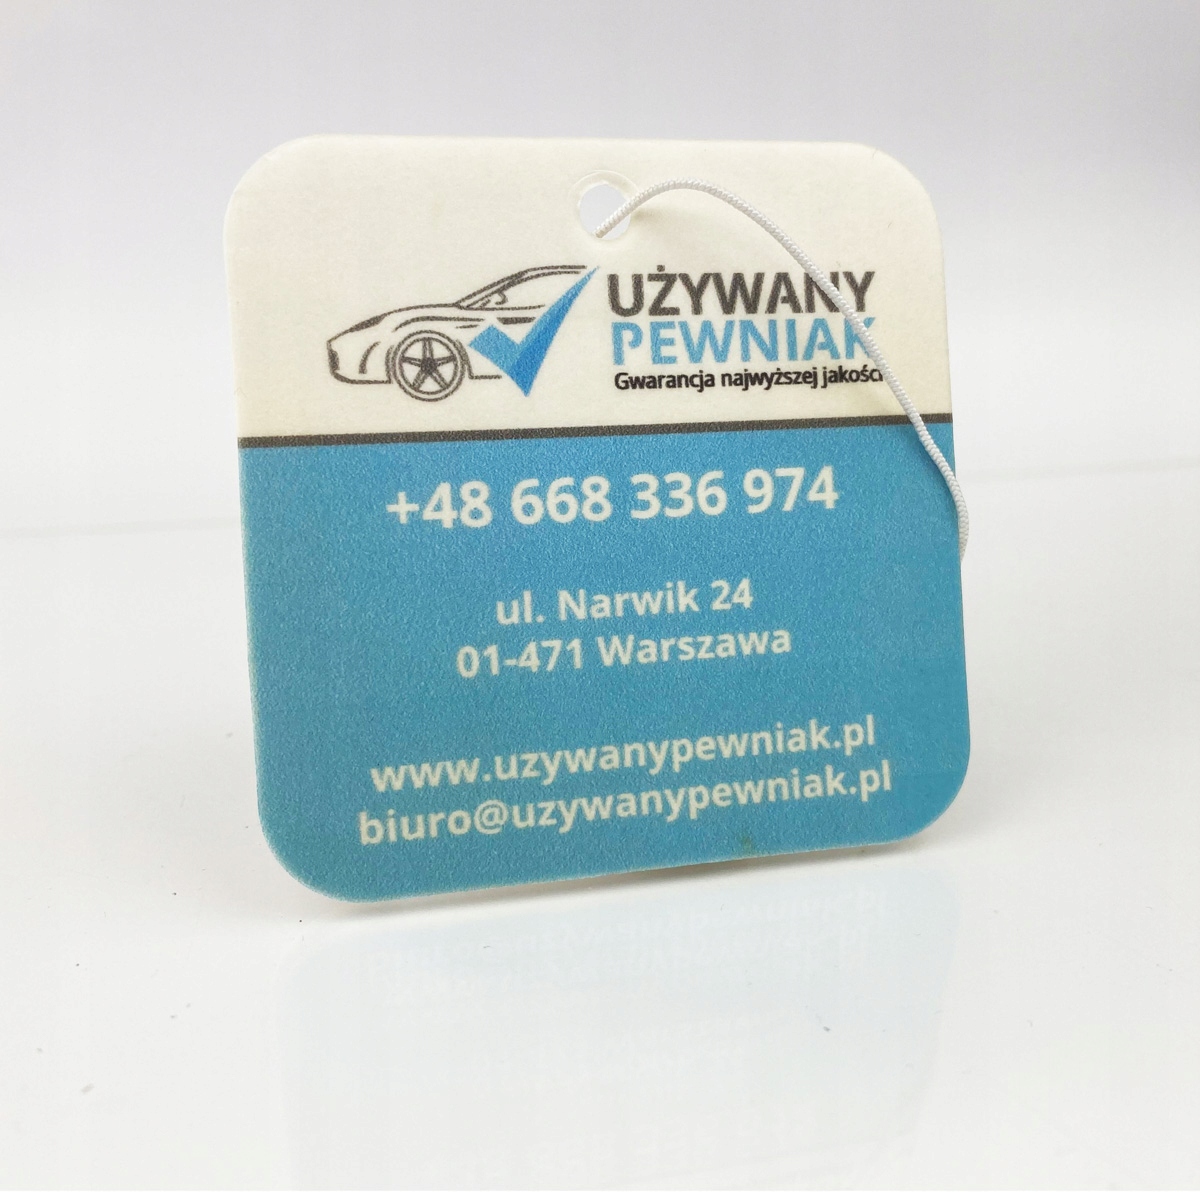 UŻYWANY
PEWNIAK
Gwarancja najwyższej jakości
+48 668 336 974
ul. Narwik 24
01-471 Warszawa
www.uzywanypewniak.pl
biuro@uzywanypewniak.pl